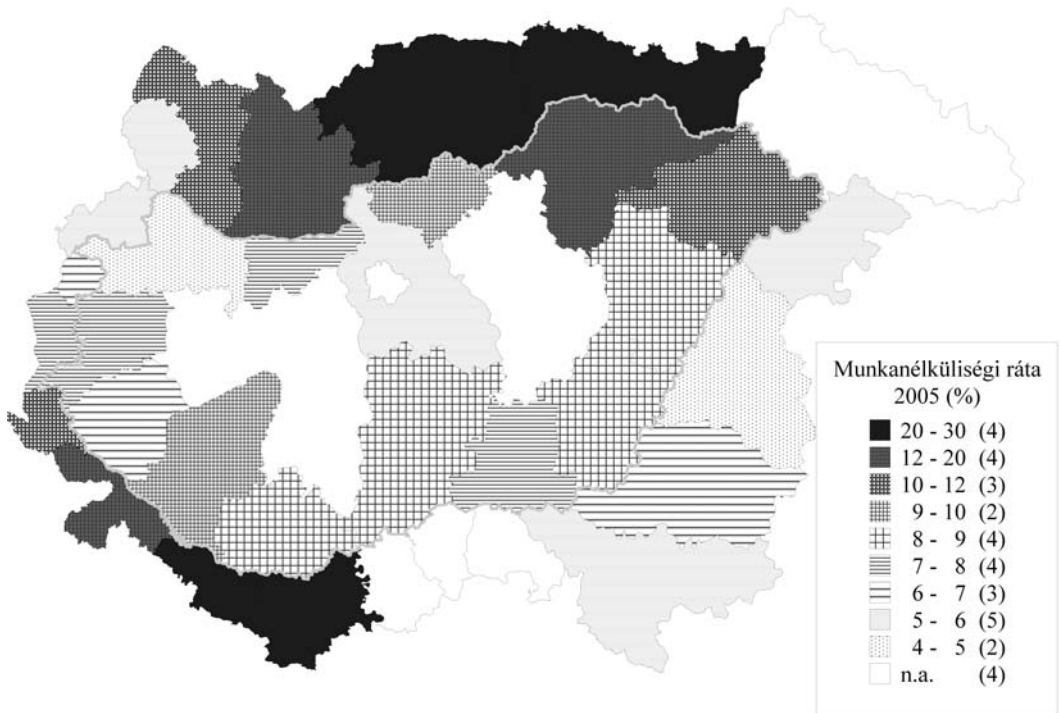 Munkanélküliségi ráta
2005 (%)
20 - 30 (4)
12 - 20 (4)
10 - 12 (3)
9 - 10 (2)
8 - 9 (4)
7 - 8 (4)
6 - 7 (3)
5 - 6 (5)
4 - 5 (2)
n.a. (4)